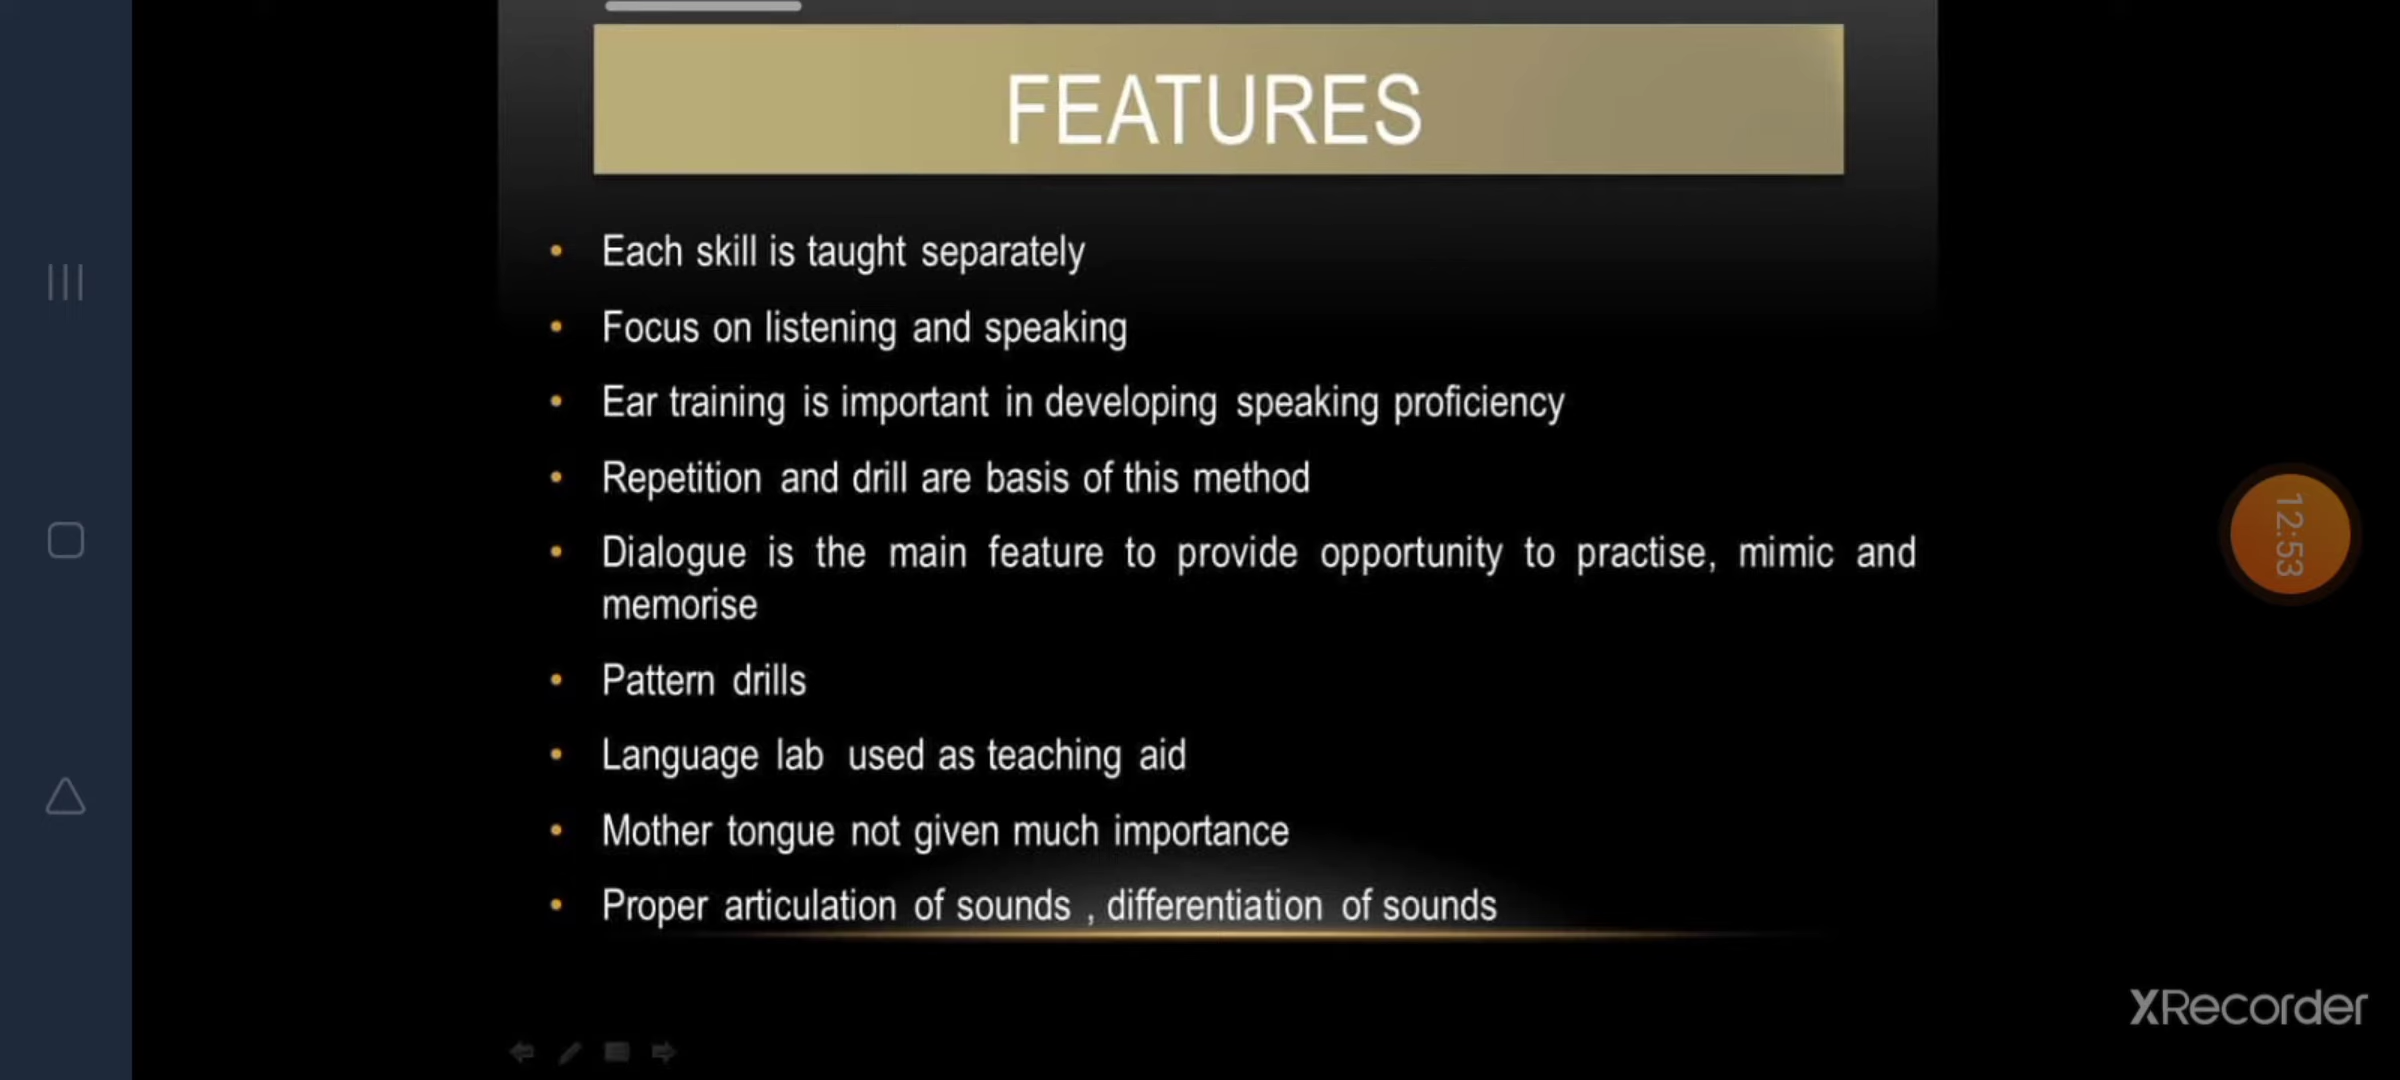 FEATURES
• Each skill is taught separately
• Focus on listening and speaking
• Ear training is important in developing speaking proficiency
• Repetition and drill are basis of this method
• Dialogue is the main feature to provide opportunity to practise, mimic and
memorise
• Pattern drills
• Language lab used as teaching aid
• Mother tongue not given much importance
• Proper articulation of sounds , differentiation of sounds
12:53
XRecorder